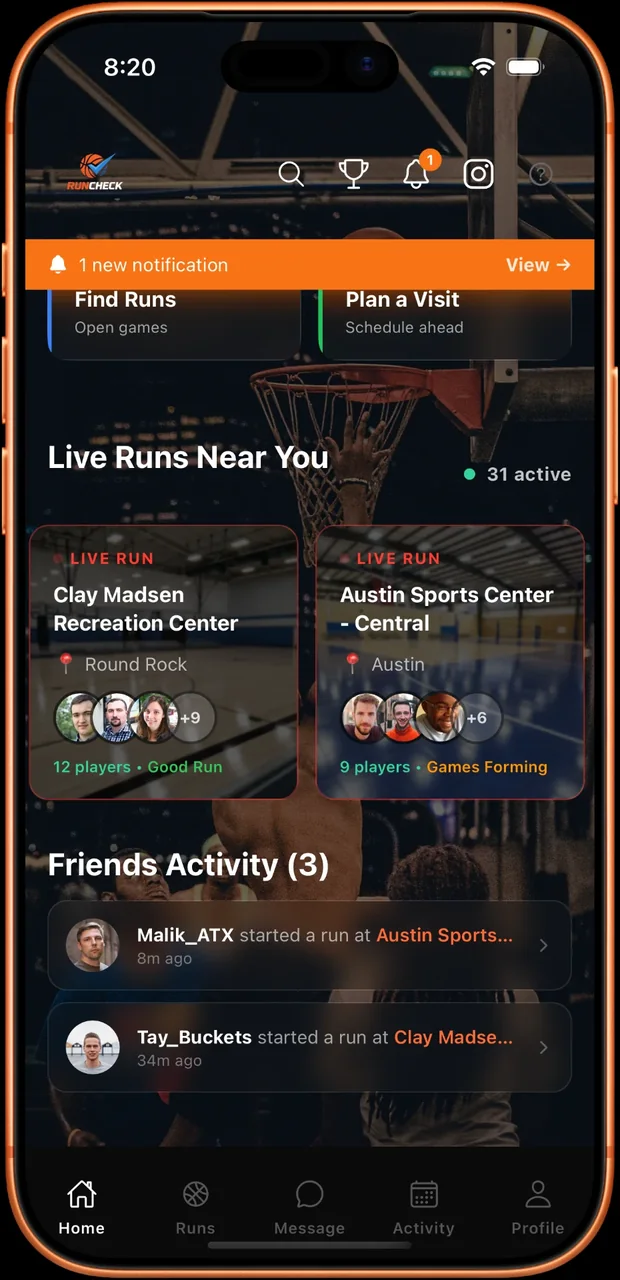 8:20
RUNCHECK
1
?
1 new notification
View →
Find Runs
Open games
Plan a Visit
Schedule ahead
Live Runs Near You
31 active
LIVE RUN
Clay Madsen
Recreation Center
Round Rock
+9
12 players • Good Run
LIVE RUN
Austin Sports Center
- Central
Austin
+6
9 players • Games Forming
Friends Activity (3)
Malik_ATX started a run at Austin Sports...
8m ago
Tay_Buckets started a run at Clay Madse...
34m ago
Home
Runs
Message
Activity
Profile